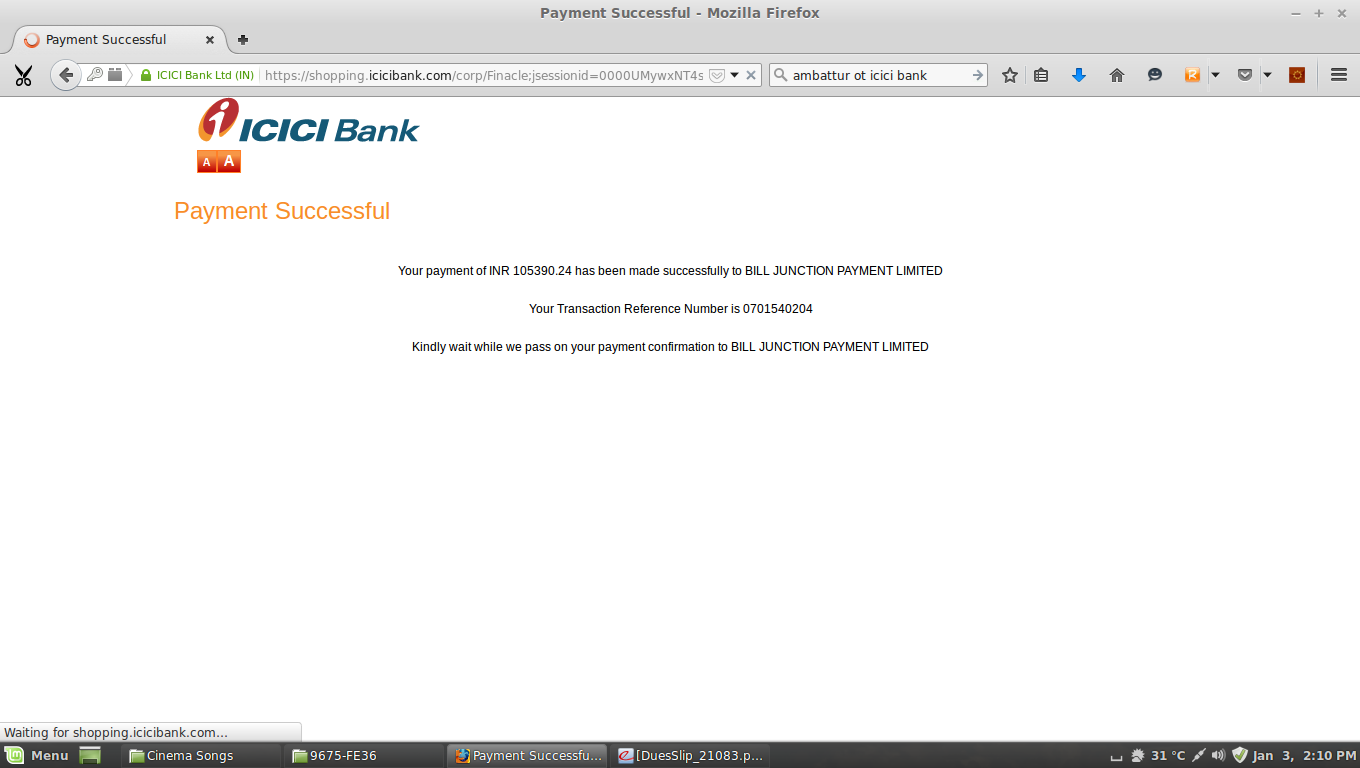 Payment Successful - Mozilla Firefox
Payment Successful
ICICI Bank Ltd (IN)
https://shopping.icicibank.com/corp/Finacle;jsessionid=0000UMywxNT4s
ambattur ot icici bank
i ICICI Bank
A A
Payment Successful
Your payment of INR 105390.24 has been made successfully to BILL JUNCTION PAYMENT LIMITED
Your Transaction Reference Number is 0701540204
Kindly wait while we pass on your payment confirmation to BILL JUNCTION PAYMENT LIMITED
Waiting for shopping.icicibank.com...
Menu
Cinema Songs
9675-FE36
Payment Successfu...
[DuesSlip_21083.p...
31 °C
Jan 3, 2:10 PM